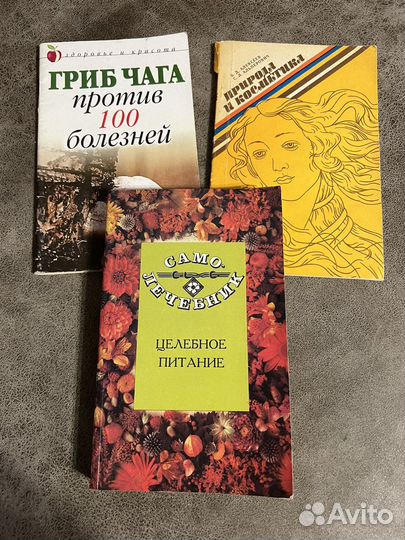 здоровье и красота
ГРИБ ЧАГА
против
100
болезней
ПРИРОДА
И КОСМЕТИКА
САМО-
ЛЕЧЕБНИК
ЦЕЛЕБНОЕ
ПИТАНИЕ
Avito